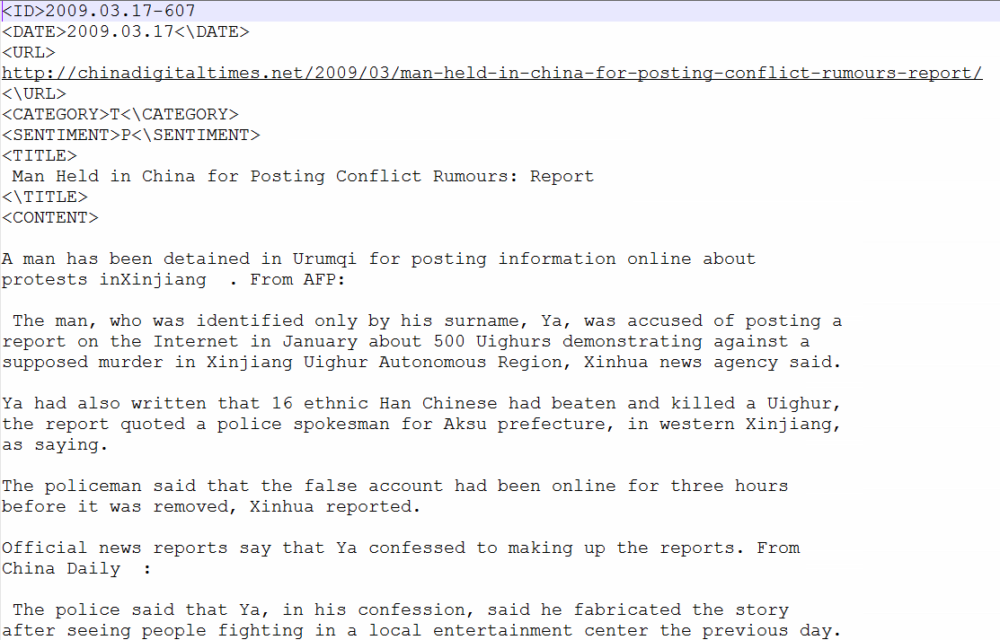 <ID>2009.03.17-607
<DATE>2009.03.17<\DATE>
<URL>
http://chinadigitaltimes.net/2009/03/man-held-in-china-for-posting-conflict-rumours-report/
<\URL>
<CATEGORY>T<\CATEGORY>
<SENTIMENT>P<\SENTIMENT>
<TITLE>
 Man Held in China for Posting Conflict Rumours: Report
<\TITLE>
<CONTENT>

A man has been detained in Urumqi for posting information online about
protests inXinjiang  . From AFP:

 The man, who was identified only by his surname, Ya, was accused of posting a
report on the Internet in January about 500 Uighurs demonstrating against a
supposed murder in Xinjiang Uighur Autonomous Region, Xinhua news agency said.

Ya had also written that 16 ethnic Han Chinese had beaten and killed a Uighur,
the report quoted a police spokesman for Aksu prefecture, in western Xinjiang,
as saying.

The policeman said that the false account had been online for three hours
before it was removed, Xinhua reported.

Official news reports say that Ya confessed to making up the reports. From
China Daily  :

 The police said that Ya, in his confession, said he fabricated the story
after seeing people fighting in a local entertainment center the previous day.